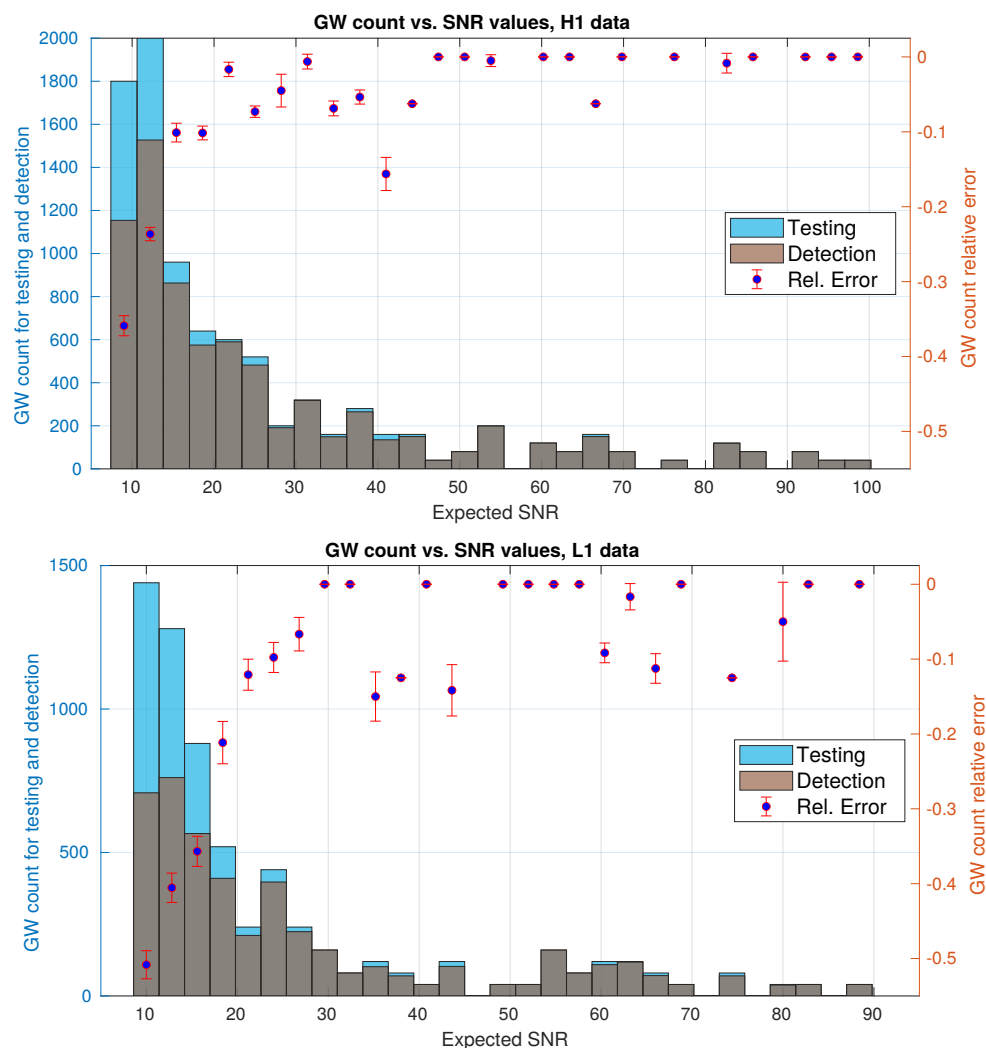 GW count vs. SNR values, H1 data
2000
1800
1600
1400
1200
1000
800
600
400
200
0
GW count for testing and detection
0
-0.1
-0.2
-0.3
-0.4
-0.5
GW count relative error
Testing
Detection
Rel. Error
10 20 30 40 50 60 70 80 90 100
Expected SNR
GW count vs. SNR values, L1 data
1500
1000
500
0
GW count for testing and detection
0
-0.1
-0.2
-0.3
-0.4
-0.5
GW count relative error
Testing
Detection
Rel. Error
10 20 30 40 50 60 70 80 90
Expected SNR